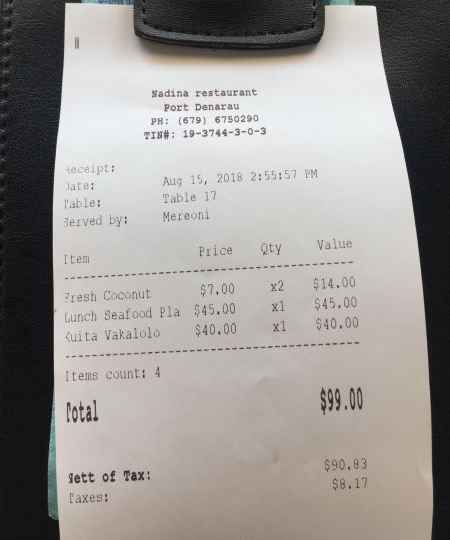 Nadina restaurant
Port Denarau
PH: (679) 6750290
TIN#: 19-3744-3-0-3
Receipt:
Date: Aug 15, 2018 2:55:57 PM
Table: Table 17
Served by: Mereoni
Item Price Qty Value
Fresh Coconut $7.00 x2 $14.00
Lunch Seafood Pla $45.00 x1 $45.00
Kuita Vakalolo $40.00 x1 $40.00
Items count: 4
Total $99.00
Nett of Tax: $90.83
Taxes: $8.17